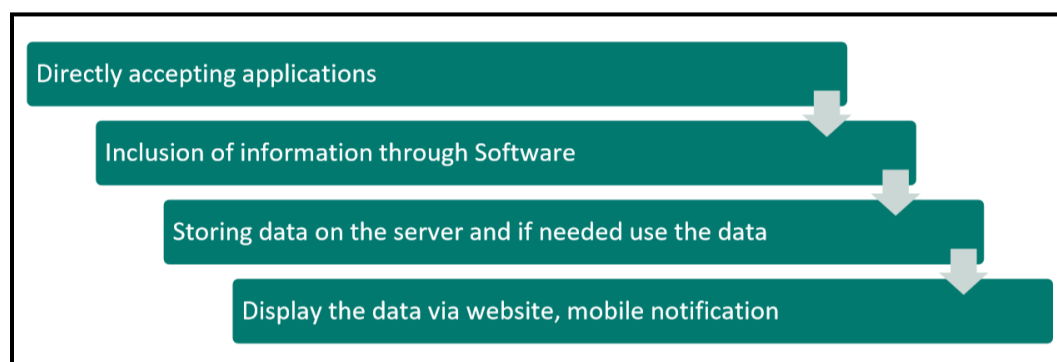 Directly accepting applications
Inclusion of information through Software
Storing data on the server and if needed use the data
Display the data via website, mobile notification